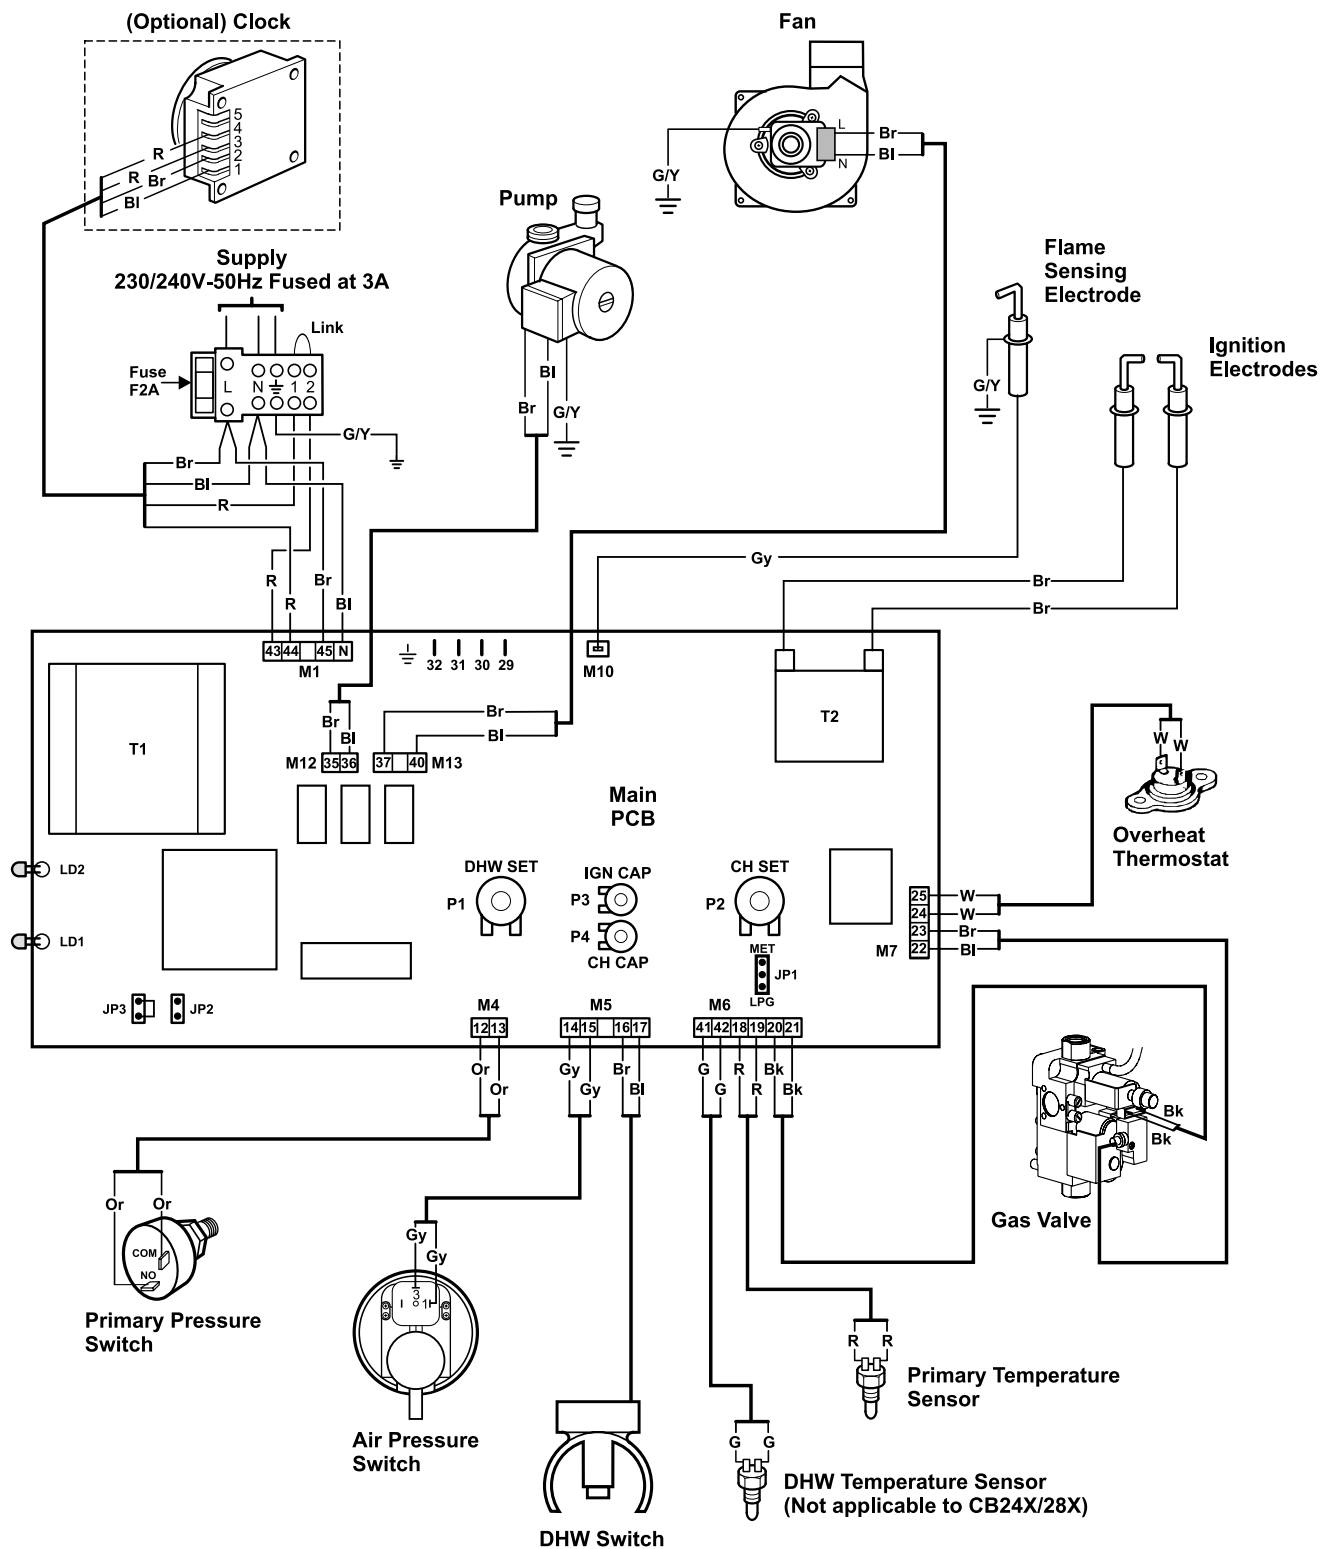 (Optional) Clock
Fan
5
4
3
2
1
R
R
Br
Bl
L
N
Br
Bl
G/Y
Pump
Supply
230/240V-50Hz Fused at 3A
Link
Fuse
F2A
L
N
1
2
G/Y
Br
Bl
R
Bl
Br
G/Y
Flame
Sensing
Electrode
G/Y
Ignition
Electrodes
Gy
Br
Br
R
R
Br
Bl
43
44
45
N
M1
32
31
30
29
M10
T1
T2
Br
Bl
Br
Bl
M12
35
36
37
40
M13
Main
PCB
W
W
Overheat
Thermostat
LD2
LD1
DHW SET
P1
IGN CAP
P3
P4
CH CAP
CH SET
P2
MET
JP1
LPG
25
24
23
22
M7
W
W
Br
Bl
JP3
JP2
M4
12
13
M5
14
15
16
17
M6
41
42
18
19
20
21
Or
Or
Gy
Gy
Br
Bl
G
G
R
R
Bk
Bk
Bk
Bk
Gas Valve
Or
Or
COM
NO
Primary Pressure
Switch
Gy
Gy
3
1
Air Pressure
Switch
DHW Switch
R
R
Primary Temperature
Sensor
G
G
DHW Temperature Sensor
(Not applicable to CB24X/28X)